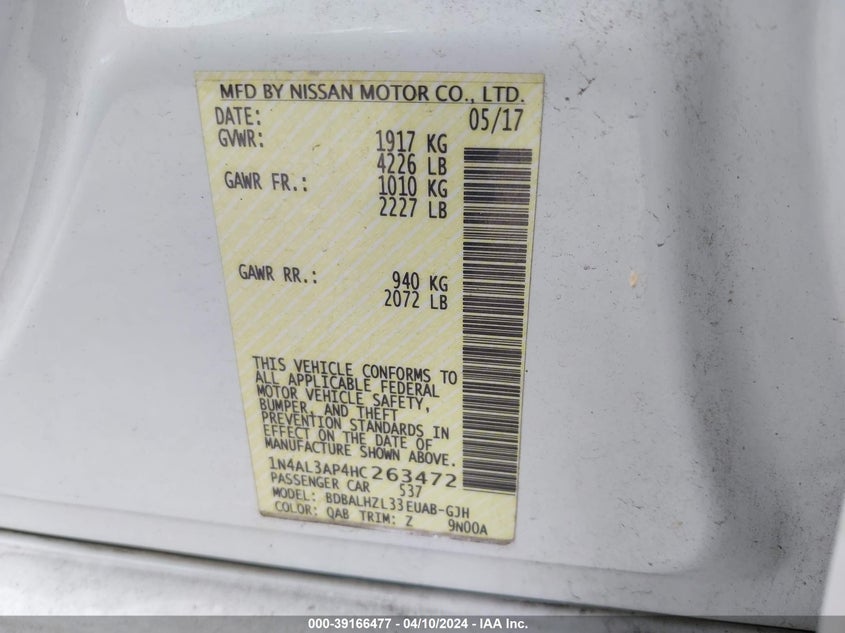 MFD BY NISSAN MOTOR CO., LTD.
DATE: 05/17
GVWR: 1917 KG
4226 LB
GAWR FR.: 1010 KG
2227 LB
GAWR RR.: 940 KG
2072 LB
THIS VEHICLE CONFORMS TO
ALL APPLICABLE FEDERAL
MOTOR VEHICLE SAFETY,
BUMPER, AND THEFT
PREVENTION STANDARDS IN
EFFECT ON THE DATE OF
MANUFACTURE SHOWN ABOVE.
1N4AL3AP4HC263472
PASSENGER CAR 537
MODEL: BDBALHZL33EUAB-GJH
COLOR: QAB TRIM: Z 9N00A
000-39166477 - 04/10/2024 - IAA Inc.